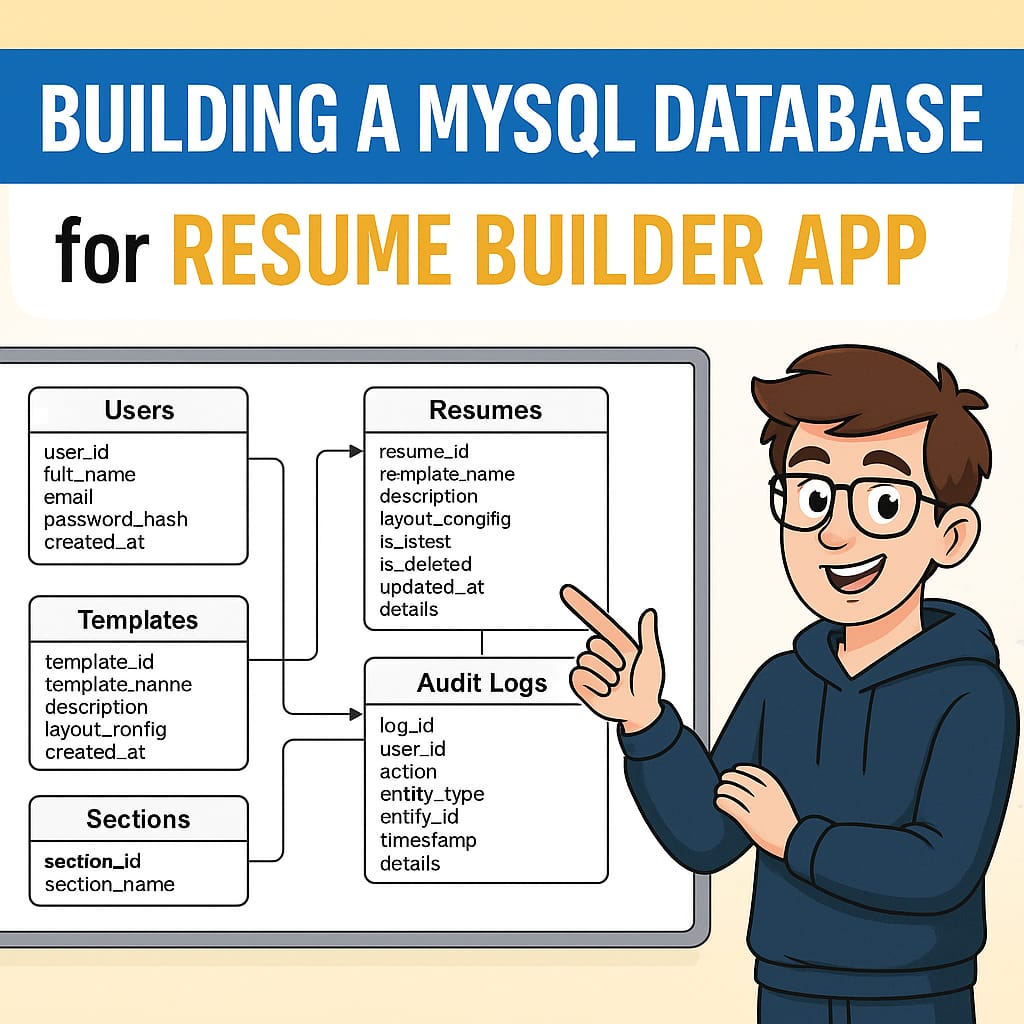 BUILDING A MYSQL DATABASE
for RESUME BUILDER APP
Users
user_id
fult_name
email
password_hash
created_at
Templates
template_id
template_nanne
description
layout_ronfig
created_at
Sections
section_id
section_name
Resumes
resume_id
re-mplate_name
description
layout_congifig
is_istest
is_deleted
updated_at
details
Audit Logs
log_id
user_id
action
entity_type
entify_id
timesfamp
details